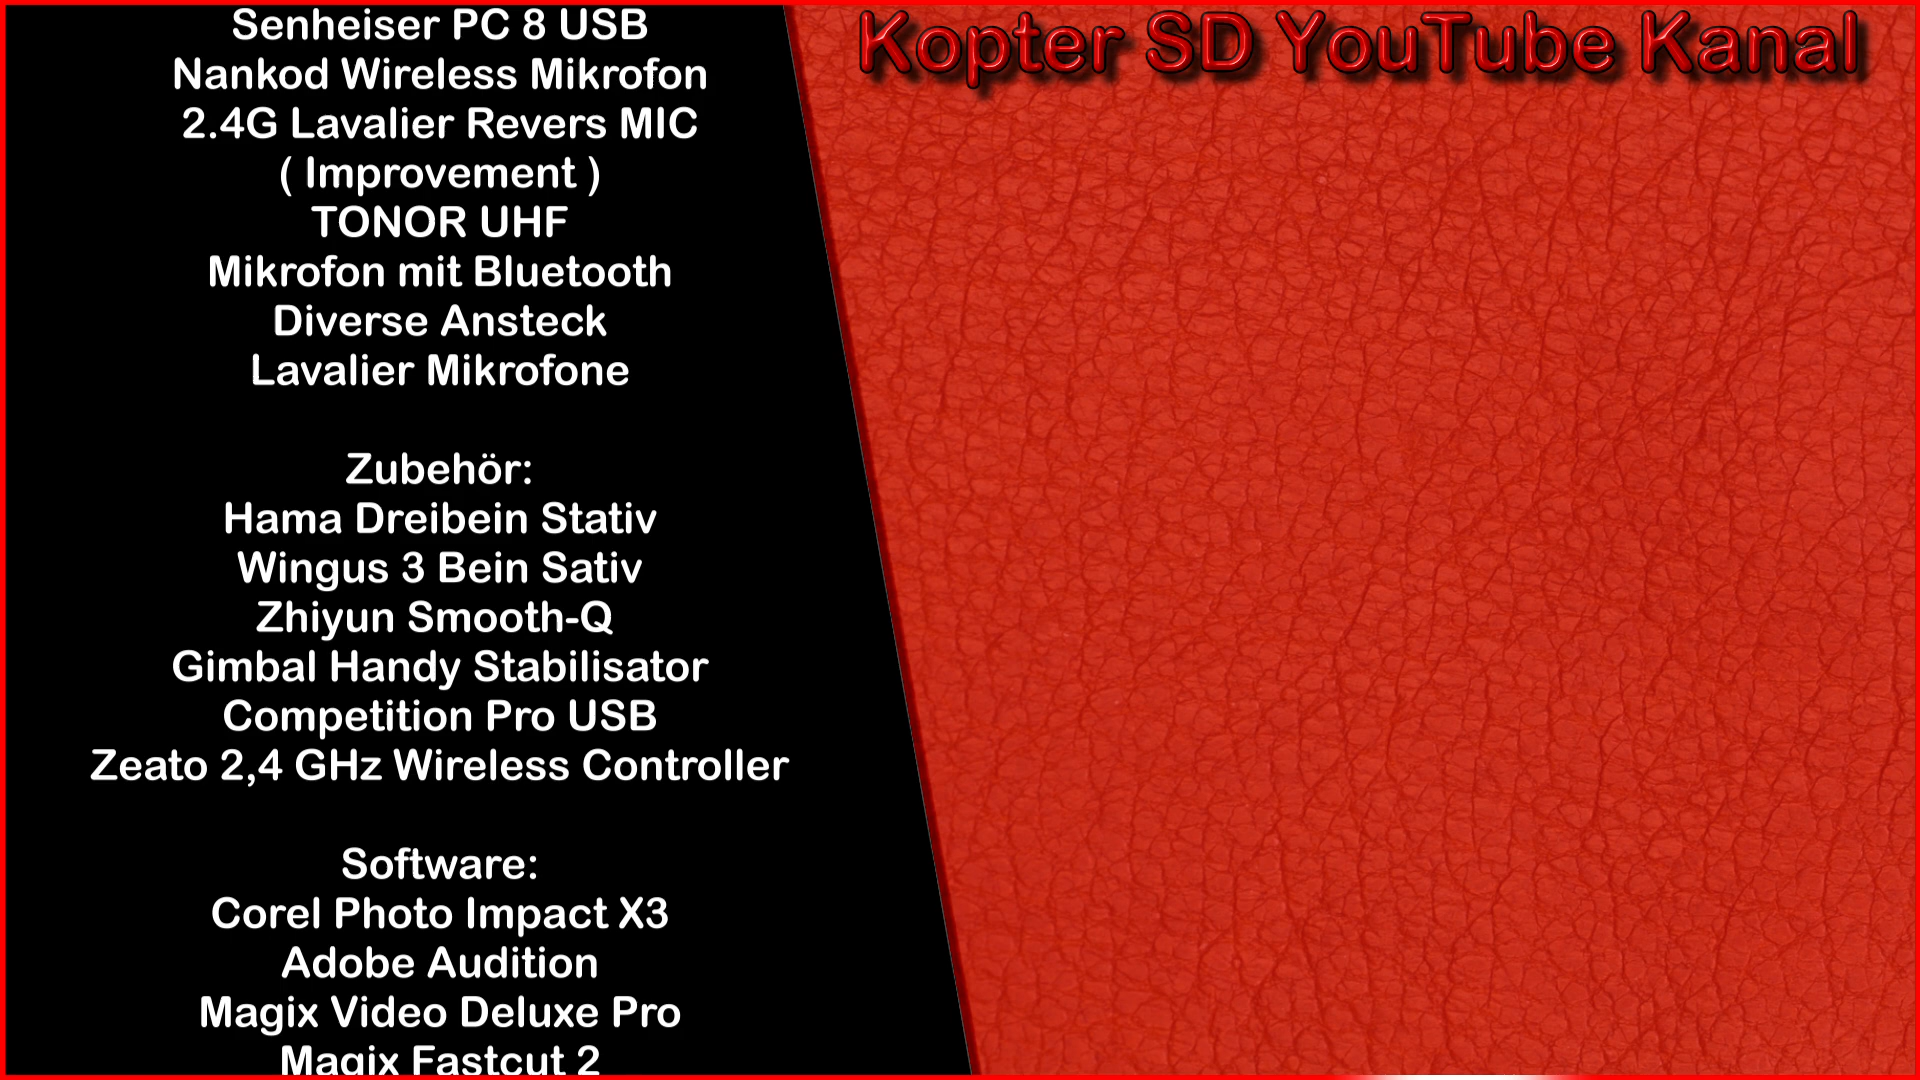 Senheiser PC 8 USB
Nankod Wireless Mikrofon
2.4G Lavalier Revers MIC
( Improvement )
TONOR UHF
Mikrofon mit Bluetooth
Diverse Ansteck
Lavalier Mikrofone
Zubehör:
Hama Dreibein Stativ
Wingus 3 Bein Sativ
Zhiyun Smooth-Q
Gimbal Handy Stabilisator
Competition Pro USB
Zeato 2,4 GHz Wireless Controller
Software:
Corel Photo Impact X3
Adobe Audition
Magix Video Deluxe Pro
Magix Fastcut 2
Kopter SD YouTube Kanal